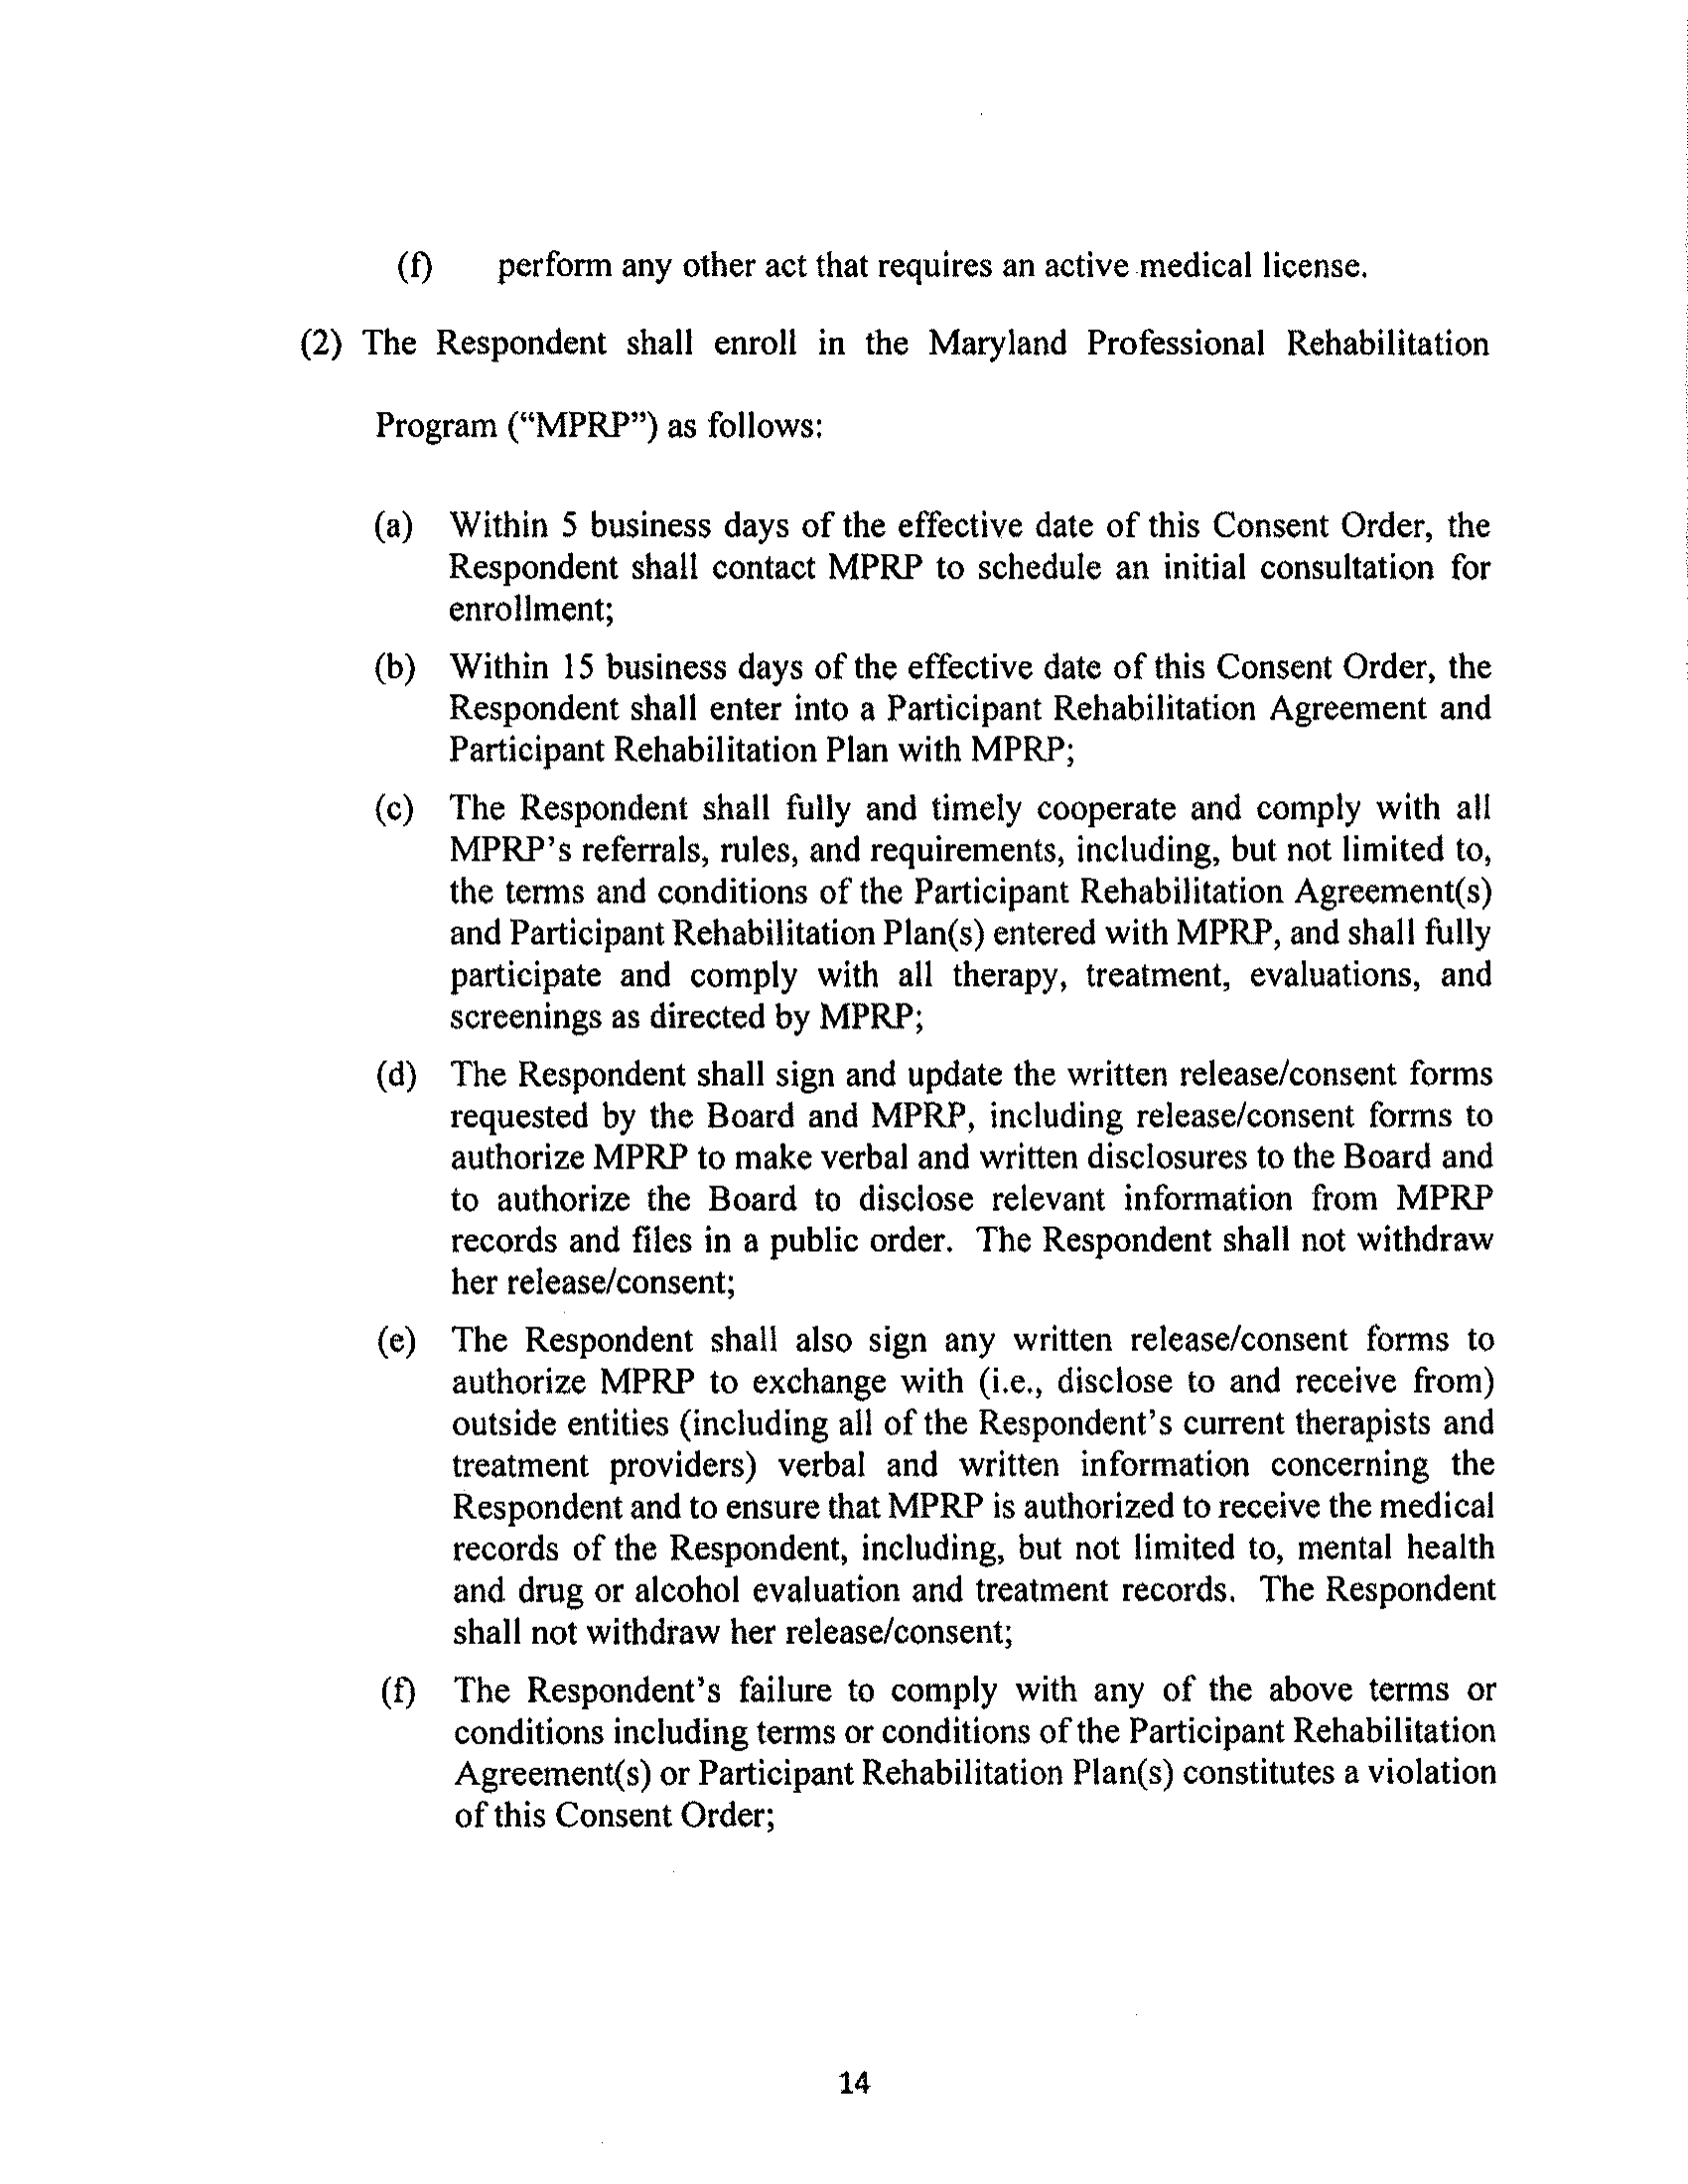 (f) perform any other act that requires an active medical license.
(2) The Respondent shall enroll in the Maryland Professional Rehabilitation
Program (“MPRP”) as follows:
(a) Within 5 business days of the effective date of this Consent Order, the
Respondent shall contact MPRP to schedule an initial consultation for
enrollment;
(b) Within 15 business days of the effective date of this Consent Order, the
Respondent shall enter into a Participant Rehabilitation Agreement and
Participant Rehabilitation Plan with MPRP;
(c) The Respondent shall fully and timely cooperate and comply with all
MPRP’s referrals, rules, and requirements, including, but not limited to,
the terms and conditions of the Participant Rehabilitation Agreement(s)
and Participant Rehabilitation Plan(s) entered with MPRP, and shall fully
participate and comply with all therapy, treatment, evaluations, and
screenings as directed by MPRP;
(d) The Respondent shall sign and update the written release/consent forms
requested by the Board and MPRP, including release/consent forms to
authorize MPRP to make verbal and written disclosures to the Board and
to authorize the Board to disclose relevant information from MPRP
records and files in a public order. The Respondent shall not withdraw
her release/consent;
(e) The Respondent shall also sign any written release/consent forms to
authorize MPRP to exchange with (i.e., disclose to and receive from)
outside entities (including all of the Respondent’s current therapists and
treatment providers) verbal and written information concerning the
Respondent and to ensure that MPRP is authorized to receive the medical
records of the Respondent, including, but not limited to, mental health
and drug or alcohol evaluation and treatment records. The Respondent
shall not withdraw her release/consent;
(f) The Respondent’s failure to comply with any of the above terms or
conditions including terms or conditions of the Participant Rehabilitation
Agreement(s) or Participant Rehabilitation Plan(s) constitutes a violation
of this Consent Order;
14